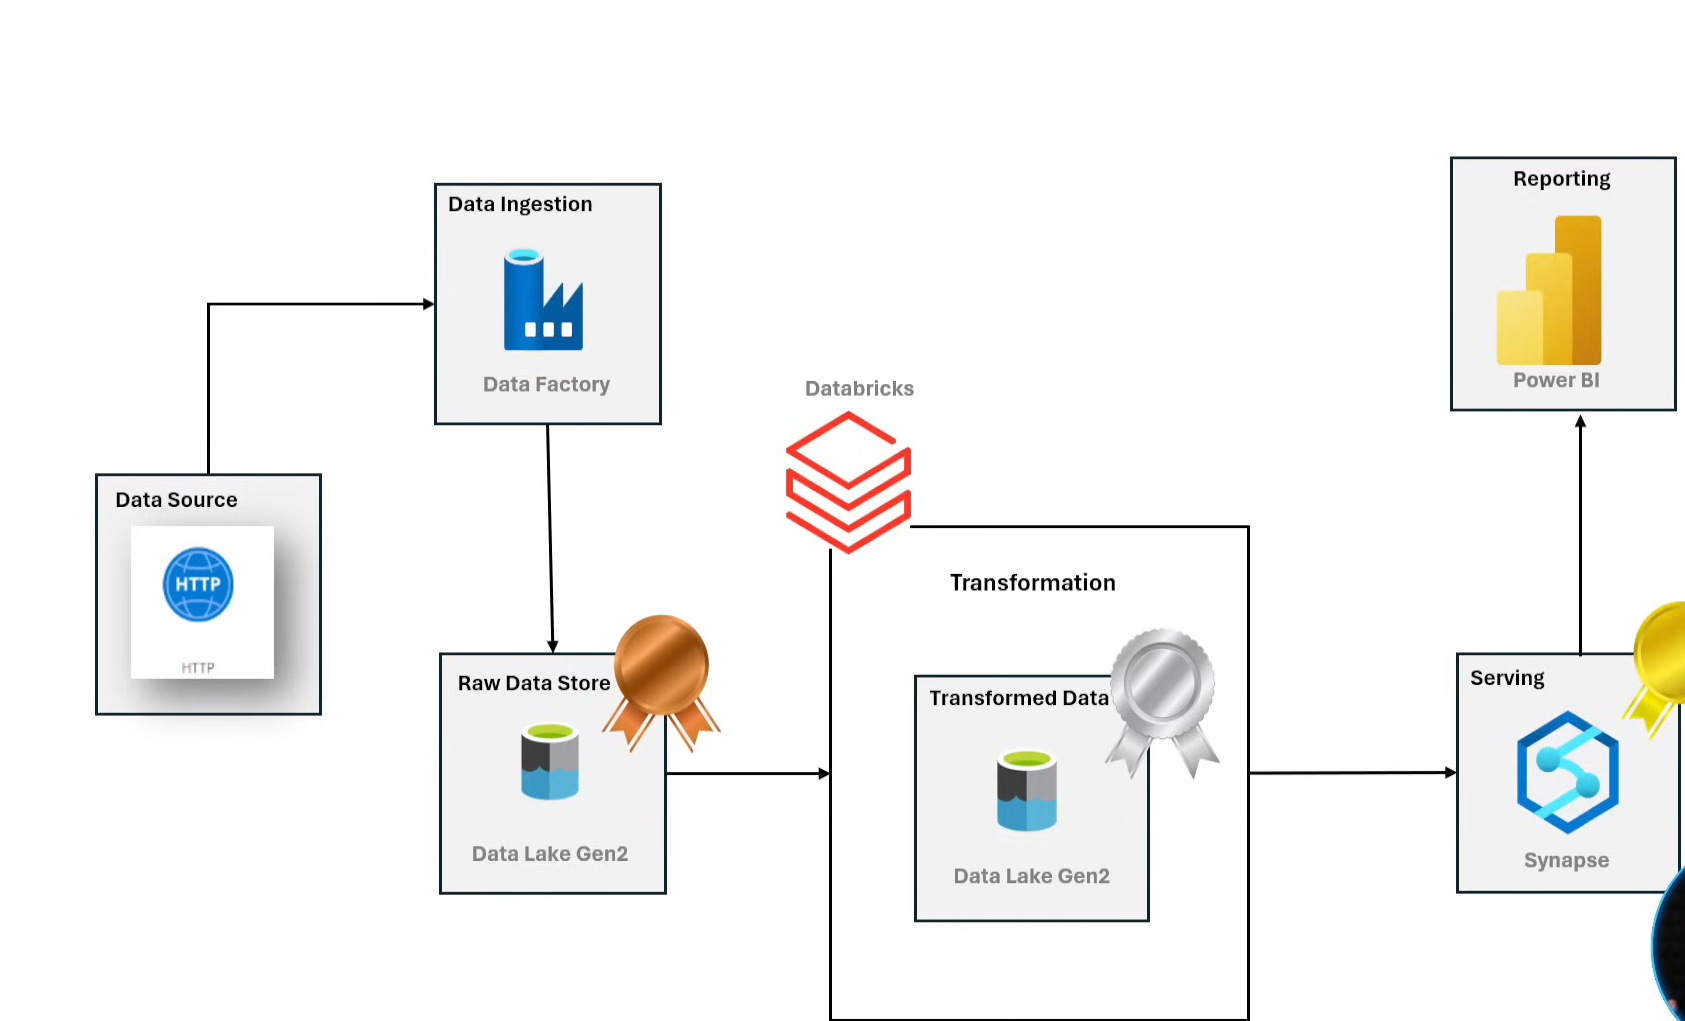 Data Source
HTTP
HTTP
Data Ingestion
Data Factory
Raw Data Store
Data Lake Gen2
Databricks
Transformation
Transformed Data
Data Lake Gen2
Serving
Synapse
Reporting
Power BI